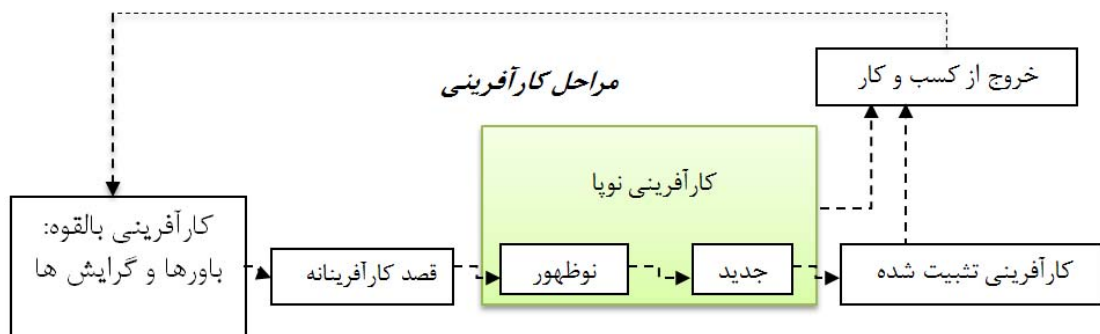 خروج از کسب و کار
مراحل کارآفرینی
کارآفرینی نوپا
کارآفرینی بالقوه:
باورها و گرایش ها
قصد کارآفرینانه
نوظهور
جدید
کارآفرینی تثبیت شده